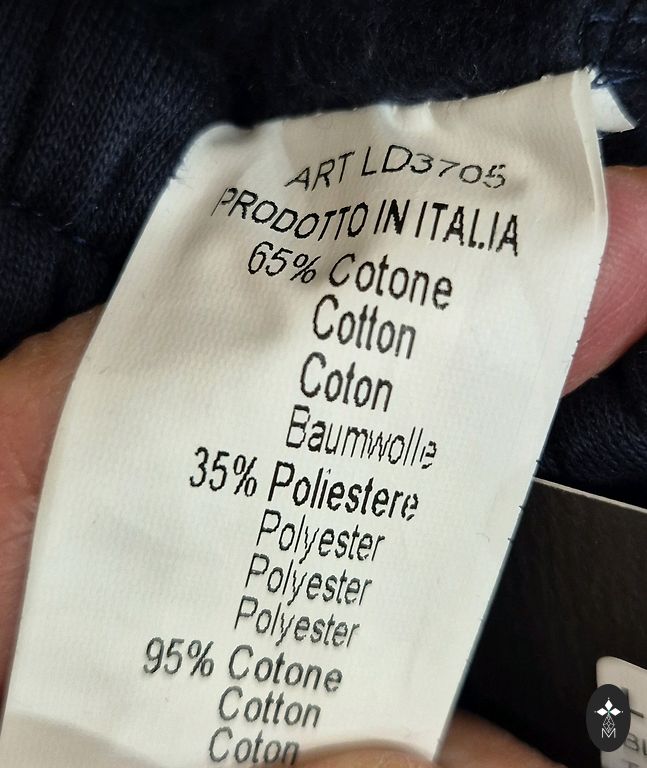 ART LD3705
PRODOTTO IN ITALIA
65% Cotone
Cotton
Coton
Baumwolle
35% Poliestere
Polyester
Polyester
Polyester
95% Cotone
Cotton
Coton
L
M